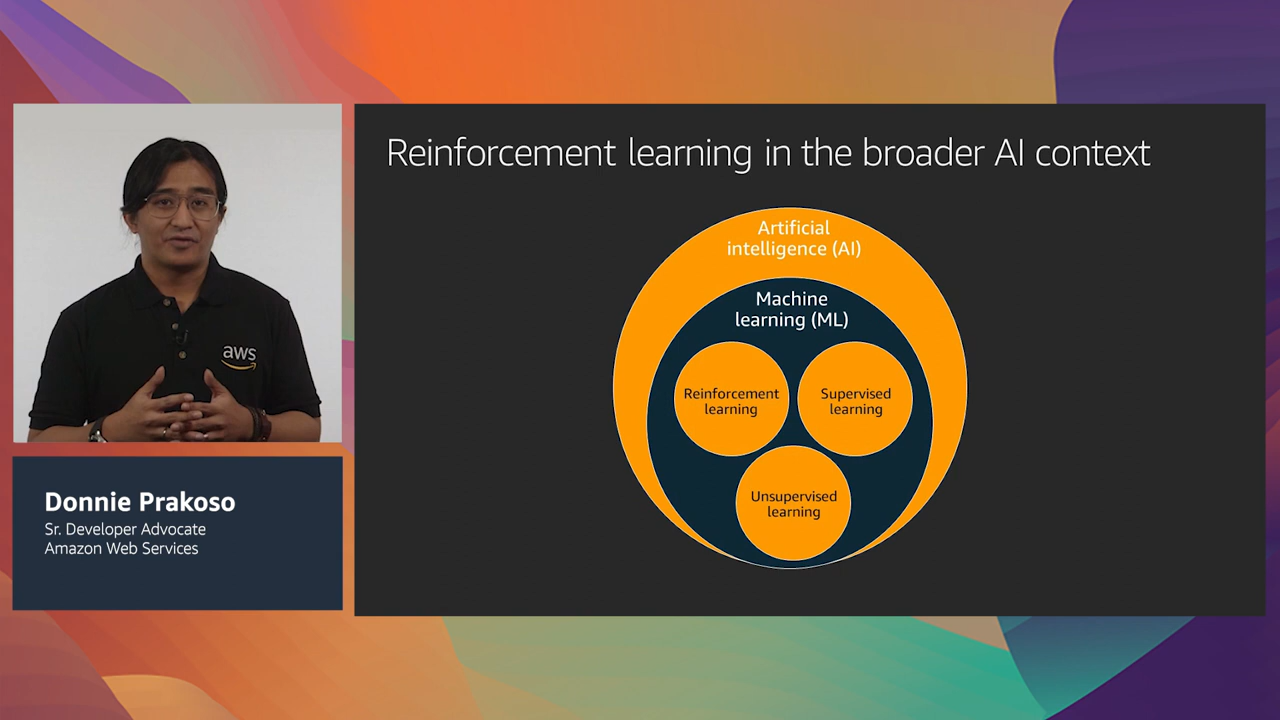 Reinforcement learning in the broader AI context
Artificial
intelligence (AI)
Machine
learning (ML)
Reinforcement
learning
Supervised
learning
Unsupervised
learning
aws
Donnie Prakoso
Sr. Developer Advocate
Amazon Web Services